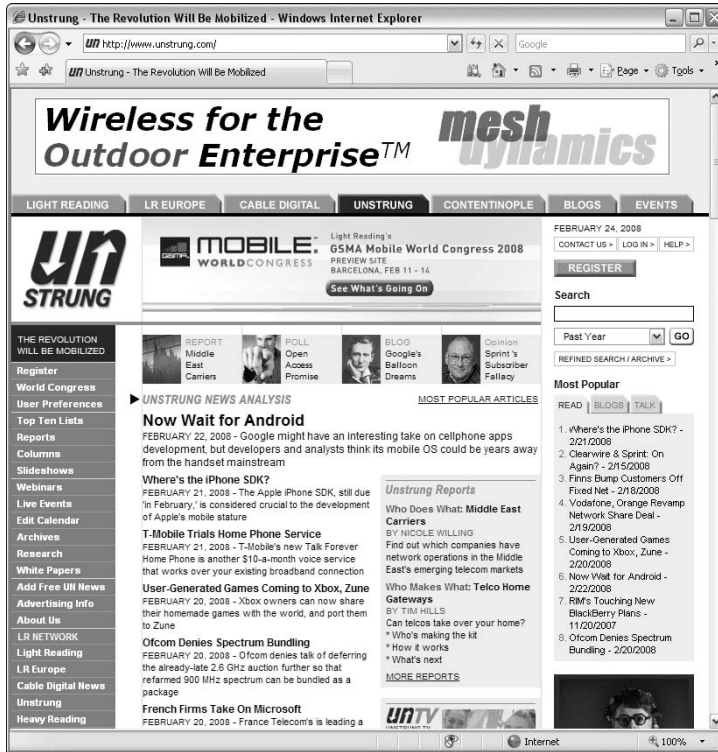 Unstrung - The Revolution Will Be Mobilized - Windows Internet Explorer
un http://www.unstrung.com/
Google
un Unstrung - The Revolution Will Be Mobilized
Page
Tools
Wireless for the
Outdoor Enterprise™
mesh
dynamics
LIGHT READING LR EUROPE CABLE DIGITAL UNSTRUNG CONTENTINOPLE BLOGS EVENTS
un
STRUNG
GSMA
MOBILE
WORLDCONGRESS
Light Reading's
GSMA Mobile World Congress 2008
PREVIEW SITE
BARCELONA, FEB 11 - 14
See What's Going On
FEBRUARY 24, 2008
CONTACT US > LOG IN > HELP >
REGISTER
Search
Past Year GO
REFINED SEARCH / ARCHIVE >
Most Popular
READ BLOGS TALK
1. Where's the iPhone SDK? -
2/21/2008
2. Clearwire & Sprint: On
Again? - 2/15/2008
3. Finns Bump Customers Off
Fixed Net - 2/18/2008
4. Vodafone, Orange Revamp
Network Share Deal -
2/19/2008
5. User-Generated Games
Coming to Xbox, Zune -
2/20/2008
6. Now Wait for Android -
2/22/2008
7. RIM's Touching New
BlackBerry Plans -
11/20/2007
8. Ofcom Denies Spectrum
Bundling - 2/20/2008
THE REVOLUTION
WILL BE MOBILIZED
Register
World Congress
User Preferences
Top Ten Lists
Reports
Columns
Slideshows
Webinars
Live Events
Edit Calendar
Archives
Research
White Papers
Add Free UN News
Advertising Info
About Us
LR NETWORK
Light Reading
LR Europe
Cable Digital News
Unstrung
Heavy Reading
REPORT
Middle
East
Carriers
POLL
Open
Access
Promise
BLOG
Google's
Balloon
Dreams
Opinion
Sprint 's
Subscriber
Fallacy
UNSTRUNG NEWS ANALYSIS
MOST POPULAR ARTICLES
Now Wait for Android
FEBRUARY 22, 2008 - Google might have an interesting take on cellphone apps
development, but developers and analysts think its mobile OS could be years away
from the handset mainstream
Where's the iPhone SDK?
FEBRUARY 21, 2008 - The Apple iPhone SDK, still due
'in February,' is considered crucial to the development
of Apple's mobile stature
T-Mobile Trials Home Phone Service
FEBRUARY 21, 2008 - T-Mobile's new Talk Forever
Home Phone is another $10-a-month voice service
that works over your existing broadband connection
User-Generated Games Coming to Xbox, Zune
FEBRUARY 20, 2008 - Xbox owners can now share
their homemade games with the world, and port them
to Zune
Ofcom Denies Spectrum Bundling
FEBRUARY 20, 2008 - Ofcom denies talk of deferring
the already-late 2.6 GHz auction further so that
refarmed 900 MHz spectrum can be bundled as a
package
French Firms Take On Microsoft
FEBRUARY 20, 2008 - France Telecom's is leading a
Unstrung Reports
Who Does What: Middle East
Carriers
BY NICOLE WILLING
Find out which companies have
network operations in the Middle
East's emerging telecom markets
Who Makes What: Telco Home
Gateways
BY TIM HILLS
Can telcos take over your home?
* Who's making the kit
* How it works
* What's next
MORE REPORTS
unTV
UNSTRUNG TV
Internet
100%